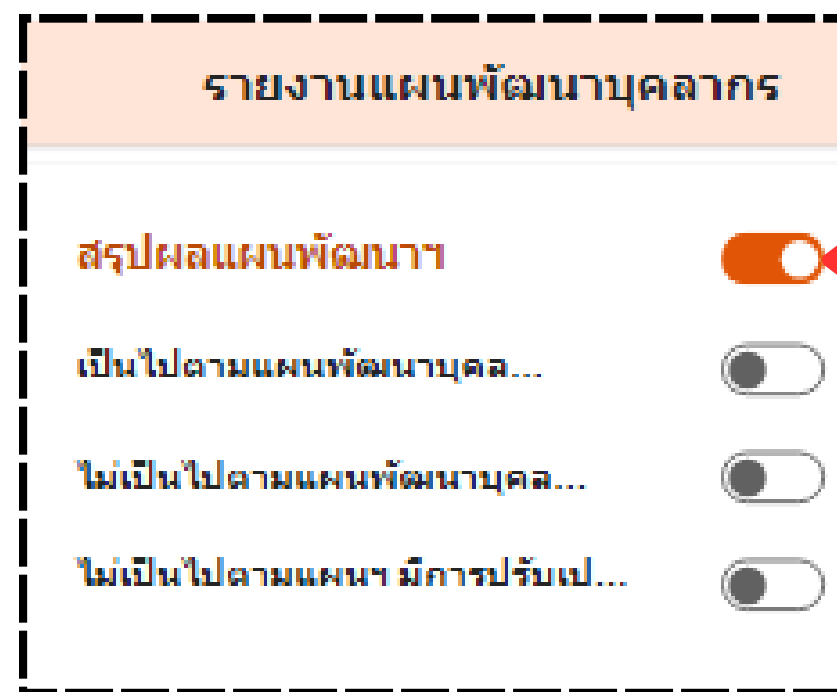 รายงานแผนพัฒนาบุคลากร
สรุปผลแผนพัฒนาฯ
เป็นไปตามแผนพัฒนาบุคล...
ไม่เป็นไปตามแผนพัฒนาบุคล...
ไม่เป็นไปตามแผนฯ มีการปรับเป...